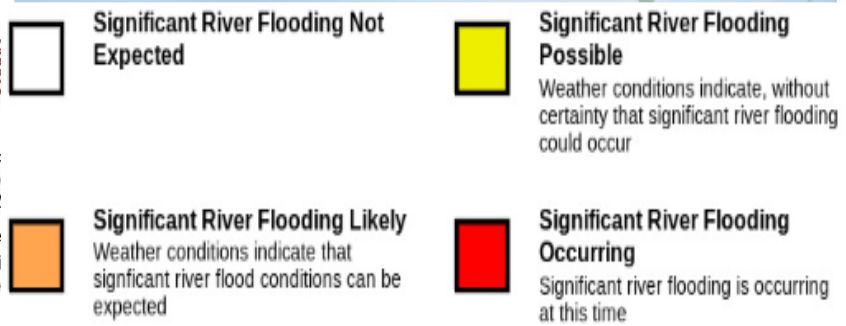 Significant River Flooding Not
Expected
Significant River Flooding
Possible
Weather conditions indicate, without
certainty that significant river flooding
could occur
Significant River Flooding Likely
Weather conditions indicate that
signficant river flood conditions can be
expected
Significant River Flooding
Occurring
Significant river flooding is occurring
at this time